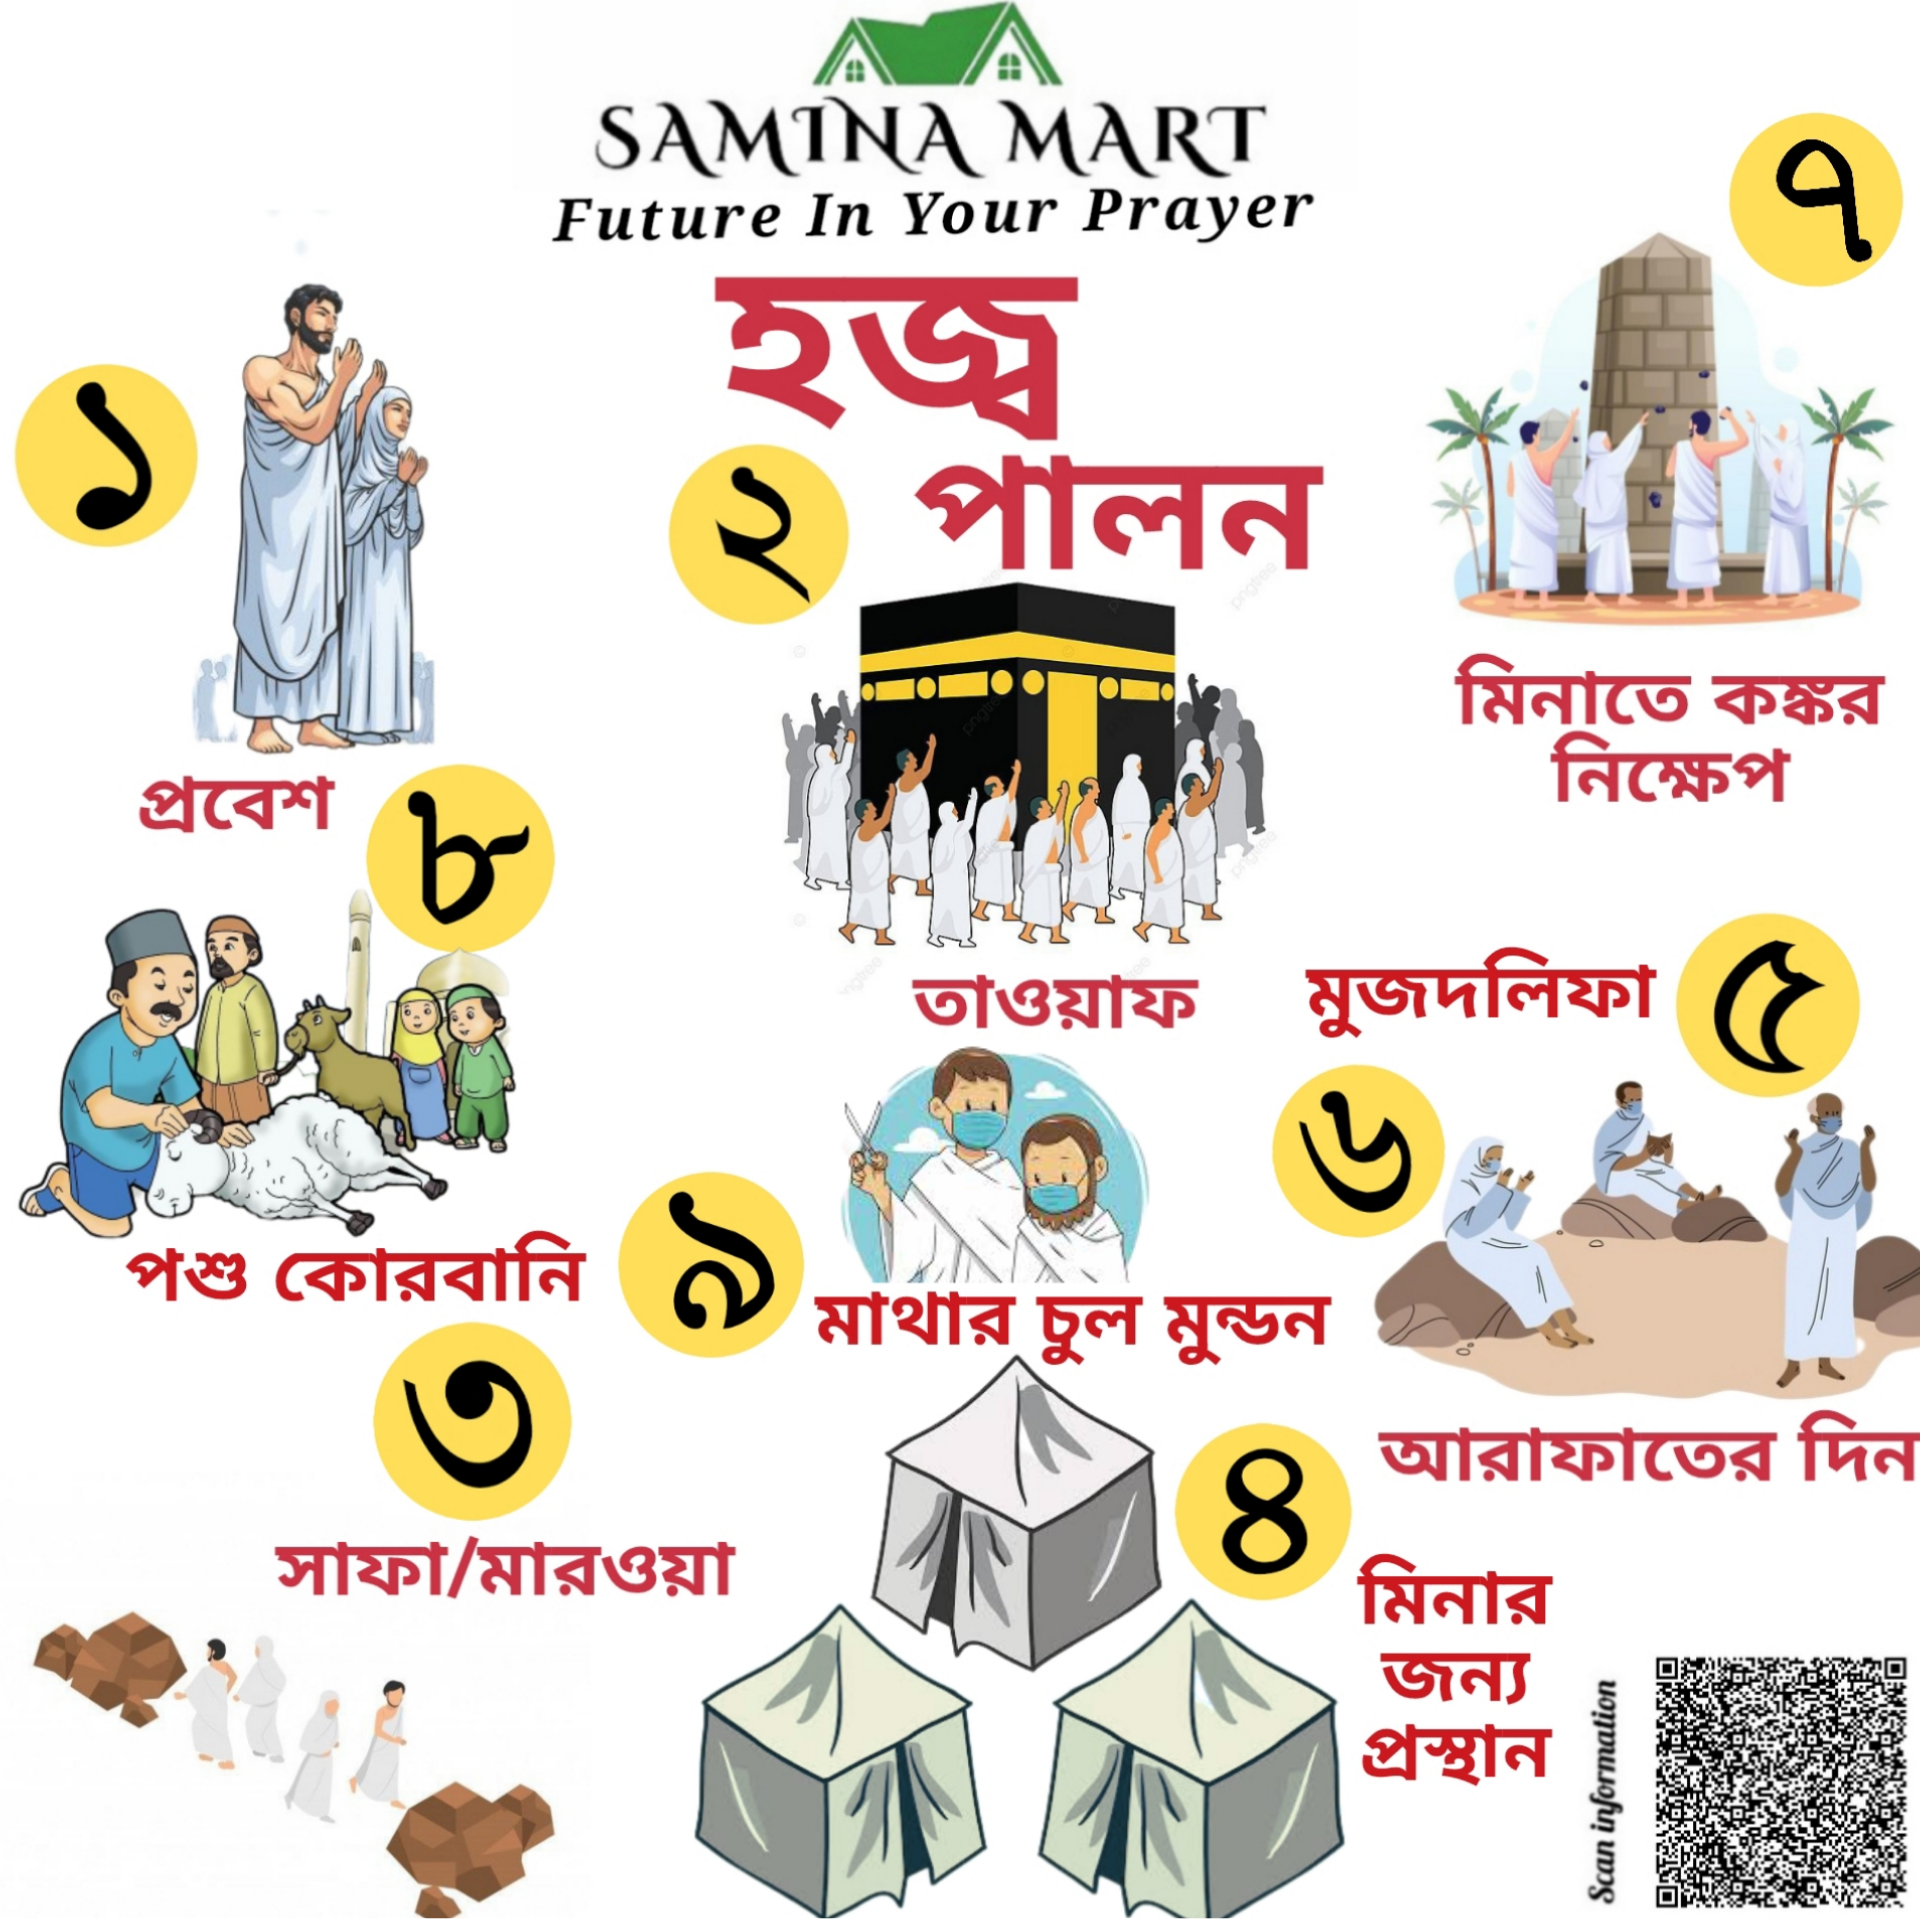 SAMINA MART
Future In Your Prayer
হজ্ব
পালন
১
প্রবেশ
২
তাওয়াফ
৭
মিনাতে কঙ্কর
নিক্ষেপ
৮
পশু কোরবানি
৯
মাথার চুল মুন্ডন
মুজদলিফা
৫
৬
আরাফাতের দিন
৩
সাফা/মারওয়া
৪
মিনার
জন্য
প্রস্থান
Scan information
pngtree